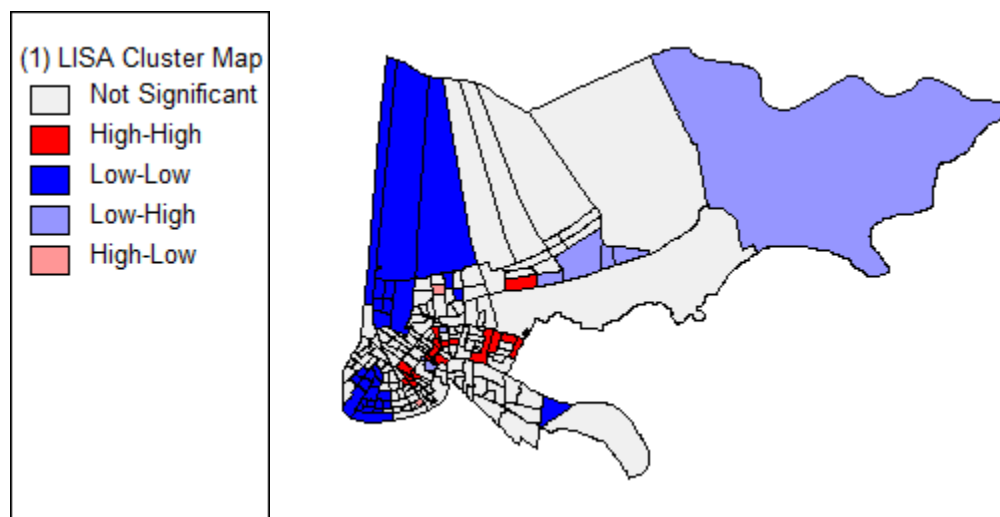 (1) LISA Cluster Map
Not Significant
High-High
Low-Low
Low-High
High-Low